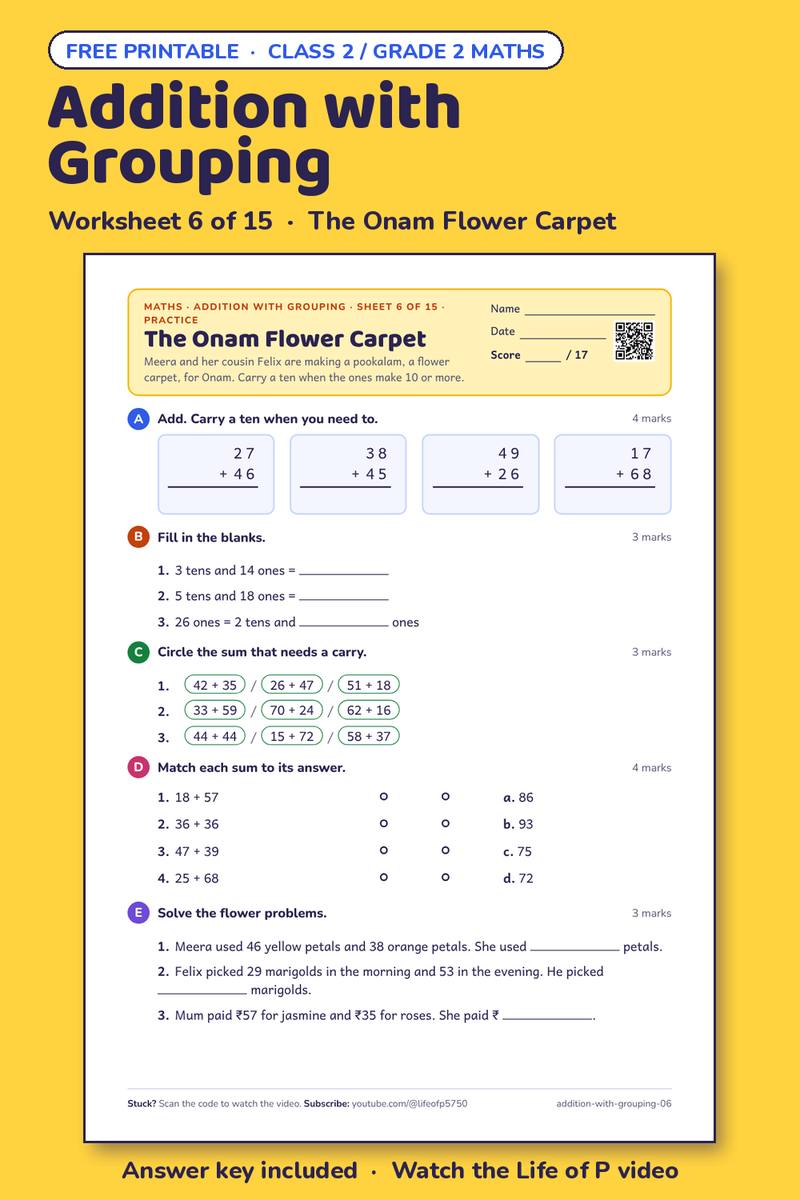 FREE PRINTABLE · CLASS 2 / GRADE 2 MATHS
Addition with
Grouping
Worksheet 6 of 15 · The Onam Flower Carpet
MATHS · ADDITION WITH GROUPING · SHEET 6 OF 15 ·
PRACTICE
The Onam Flower Carpet
Meera and her cousin Felix are making a pookalam, a flower
carpet, for Onam. Carry a ten when the ones make 10 or more.
Name ____________
Date ____________
Score ______ / 17
A Add. Carry a ten when you need to. 4 marks
27 38 49 17
+ 46 + 45 + 26 + 68
B Fill in the blanks. 3 marks
1. 3 tens and 14 ones = ____________
2. 5 tens and 18 ones = ____________
3. 26 ones = 2 tens and ____________ ones
C Circle the sum that needs a carry. 3 marks
1. 42 + 35 / 26 + 47 / 51 + 18
2. 33 + 59 / 70 + 24 / 62 + 16
3. 44 + 44 / 15 + 72 / 58 + 37
D Match each sum to its answer. 4 marks
1. 18 + 57 a. 86
2. 36 + 36 b. 93
3. 47 + 39 c. 75
4. 25 + 68 d. 72
E Solve the flower problems. 3 marks
1. Meera used 46 yellow petals and 38 orange petals. She used ____________ petals.
2. Felix picked 29 marigolds in the morning and 53 in the evening. He picked
____________ marigolds.
3. Mum paid ₹57 for jasmine and ₹35 for roses. She paid ₹ ____________.
Stuck? Scan the code to watch the video. Subscribe: youtube.com/@lifeofp5750 addition-with-grouping-06
Answer key included · Watch the Life of P video